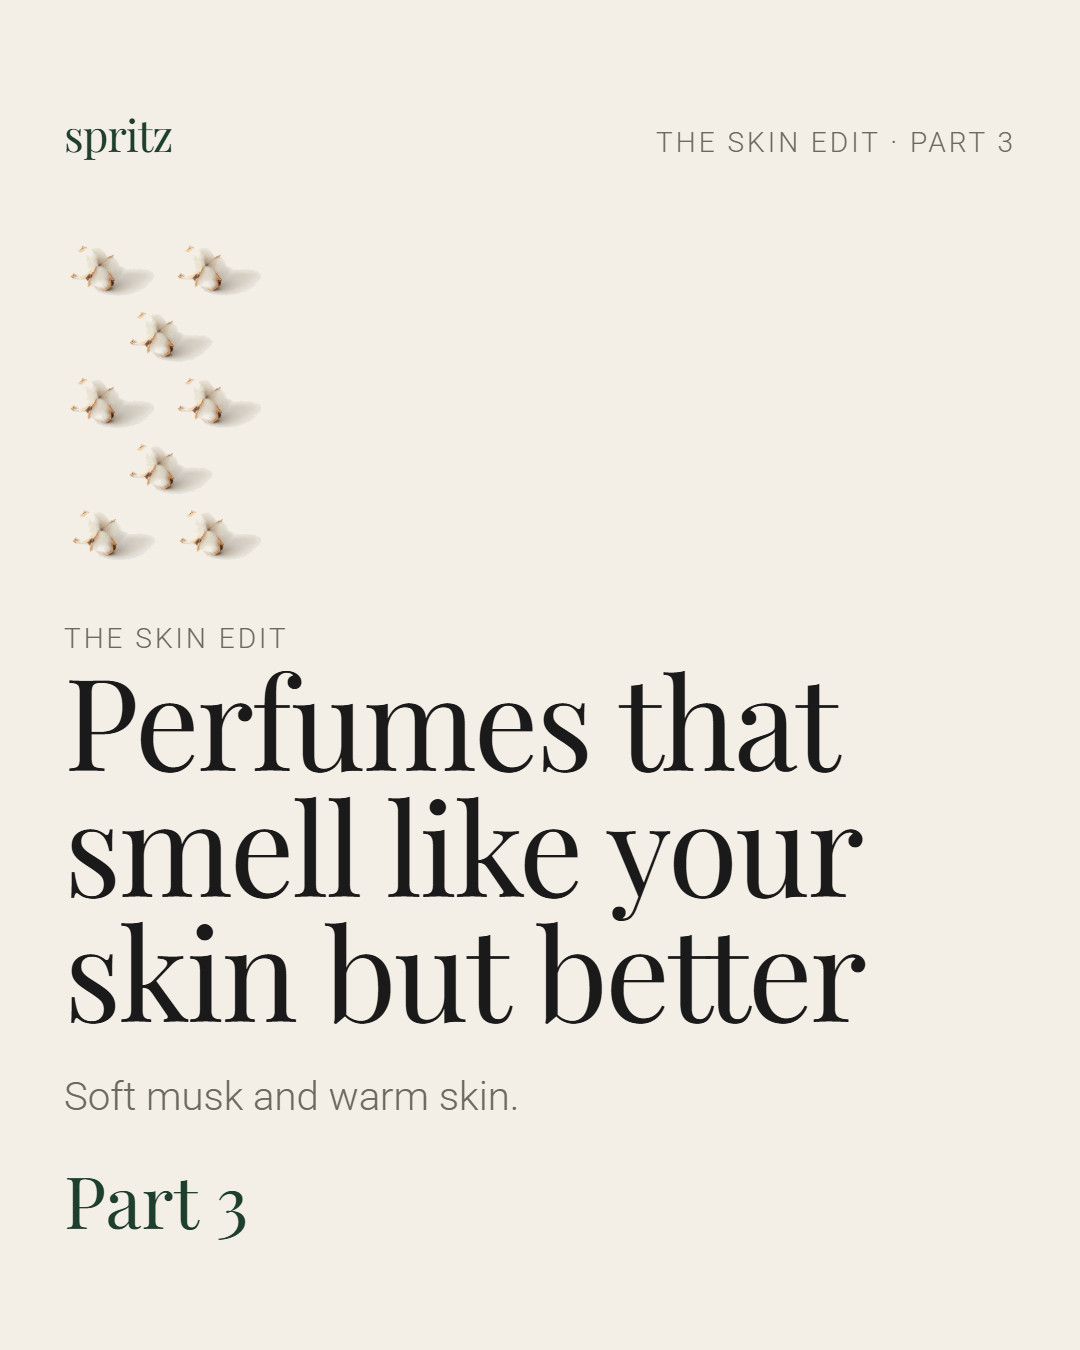 spritz
THE SKIN EDIT · PART 3
THE SKIN EDIT
Perfumes that
smell like your
skin but better
Soft musk and warm skin.
Part 3